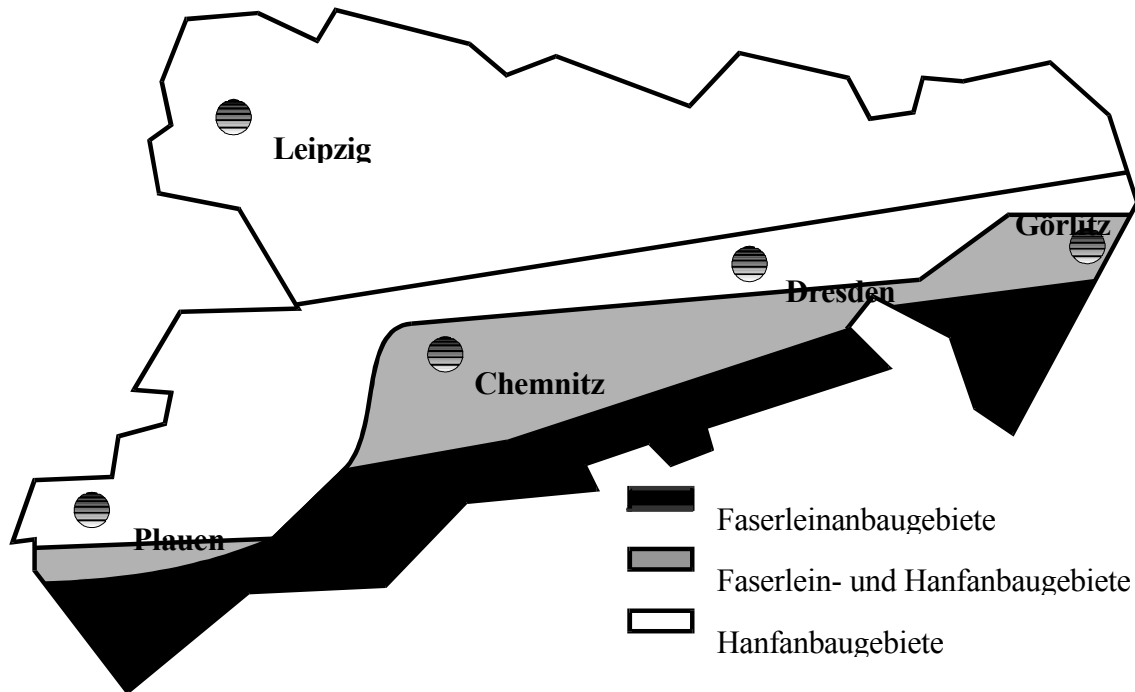 Leipzig
Görlitz
Dresden
Chemnitz
Plauen
Faserleinanbaugebiete
Faserlein- und Hanfanbaugebiete
Hanfanbaugebiete